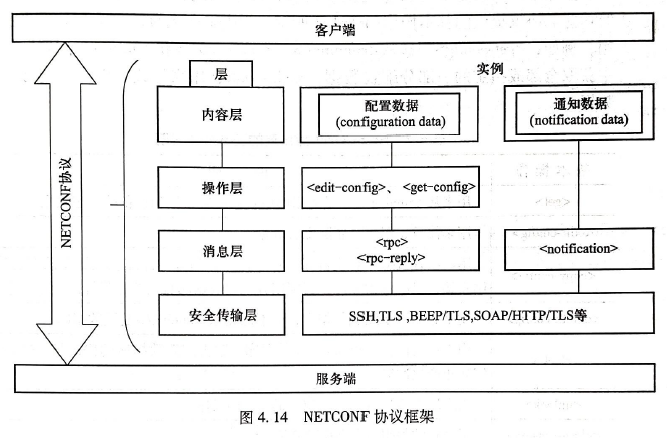 客户端
层
实例
内容层
配置数据
(configuration data)
通知数据
(notification data)
操作层
<edit-config>、<get-config>
消息层
<rpc>
<rpc-reply>
<notification>
安全传输层
SSH,TLS ,BEEP/TLS,SOAP/HTTP/TLS等
NETCONF协议
服务端
图 4.14 NETCONF 协议框架